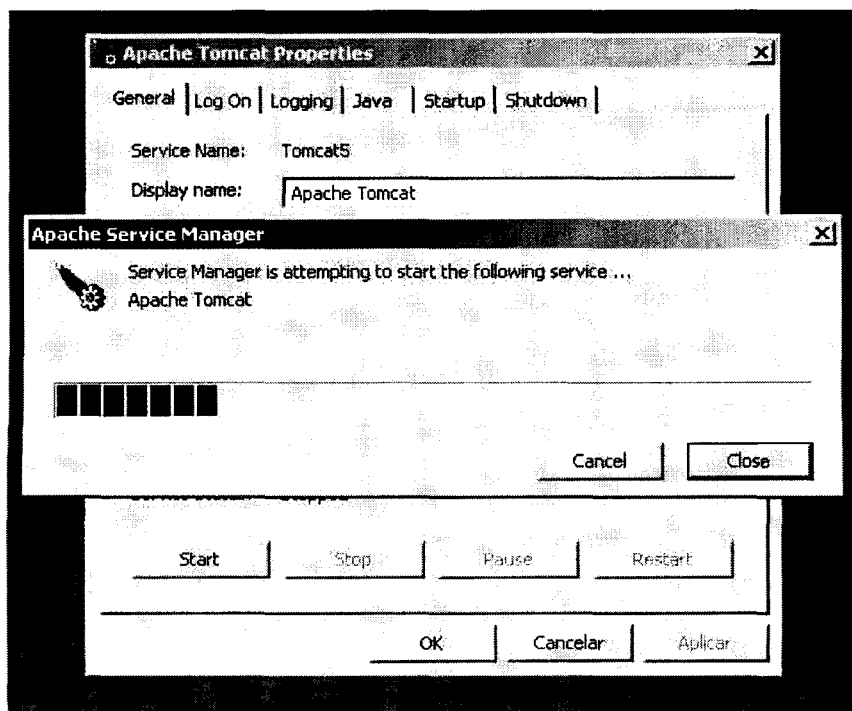 Apache Tomcat Properties
General Log On Logging Java Startup Shutdown
Service Name: Tomcat5
Display name: Apache Tomcat
Apache Service Manager
Service Manager is attempting to start the following service ...
Apache Tomcat
Cancel Close
Start Stop Pause Restart
OK Cancelar Aplicar